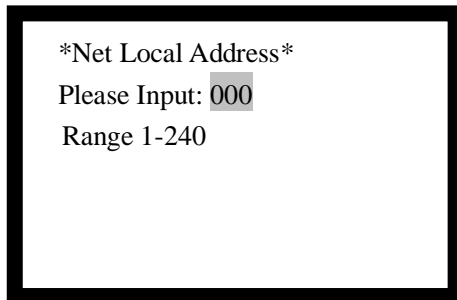 *Net Local Address*
Please Input: 000
Range 1-240